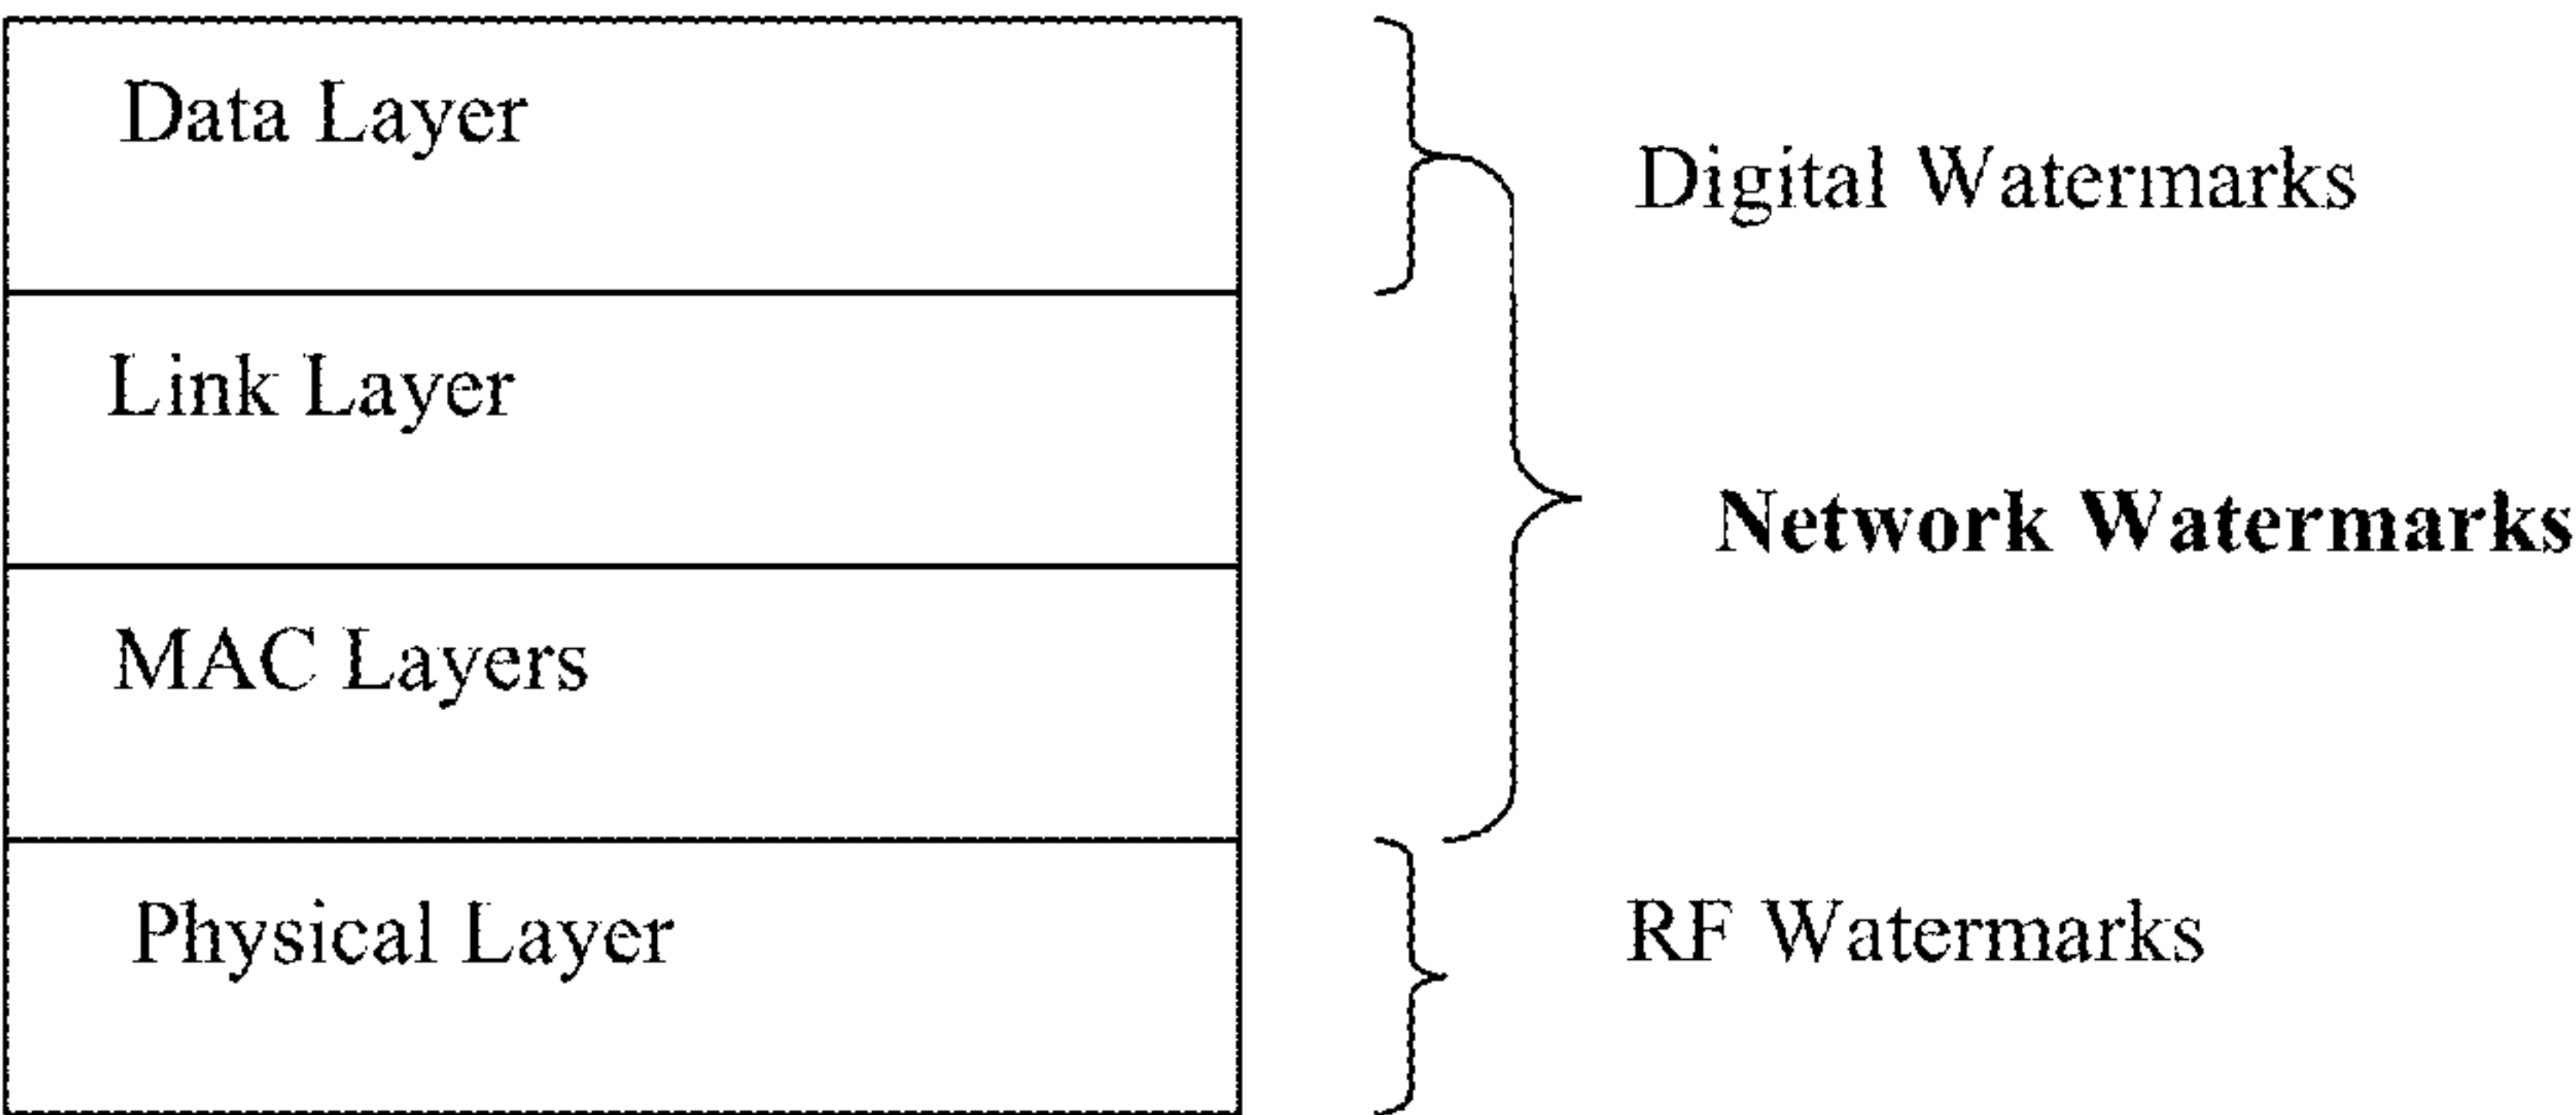 Data Layer
Digital Watermarks
Link Layer
Network Watermarks
MAC Layers
Physical Layer
RF Watermarks